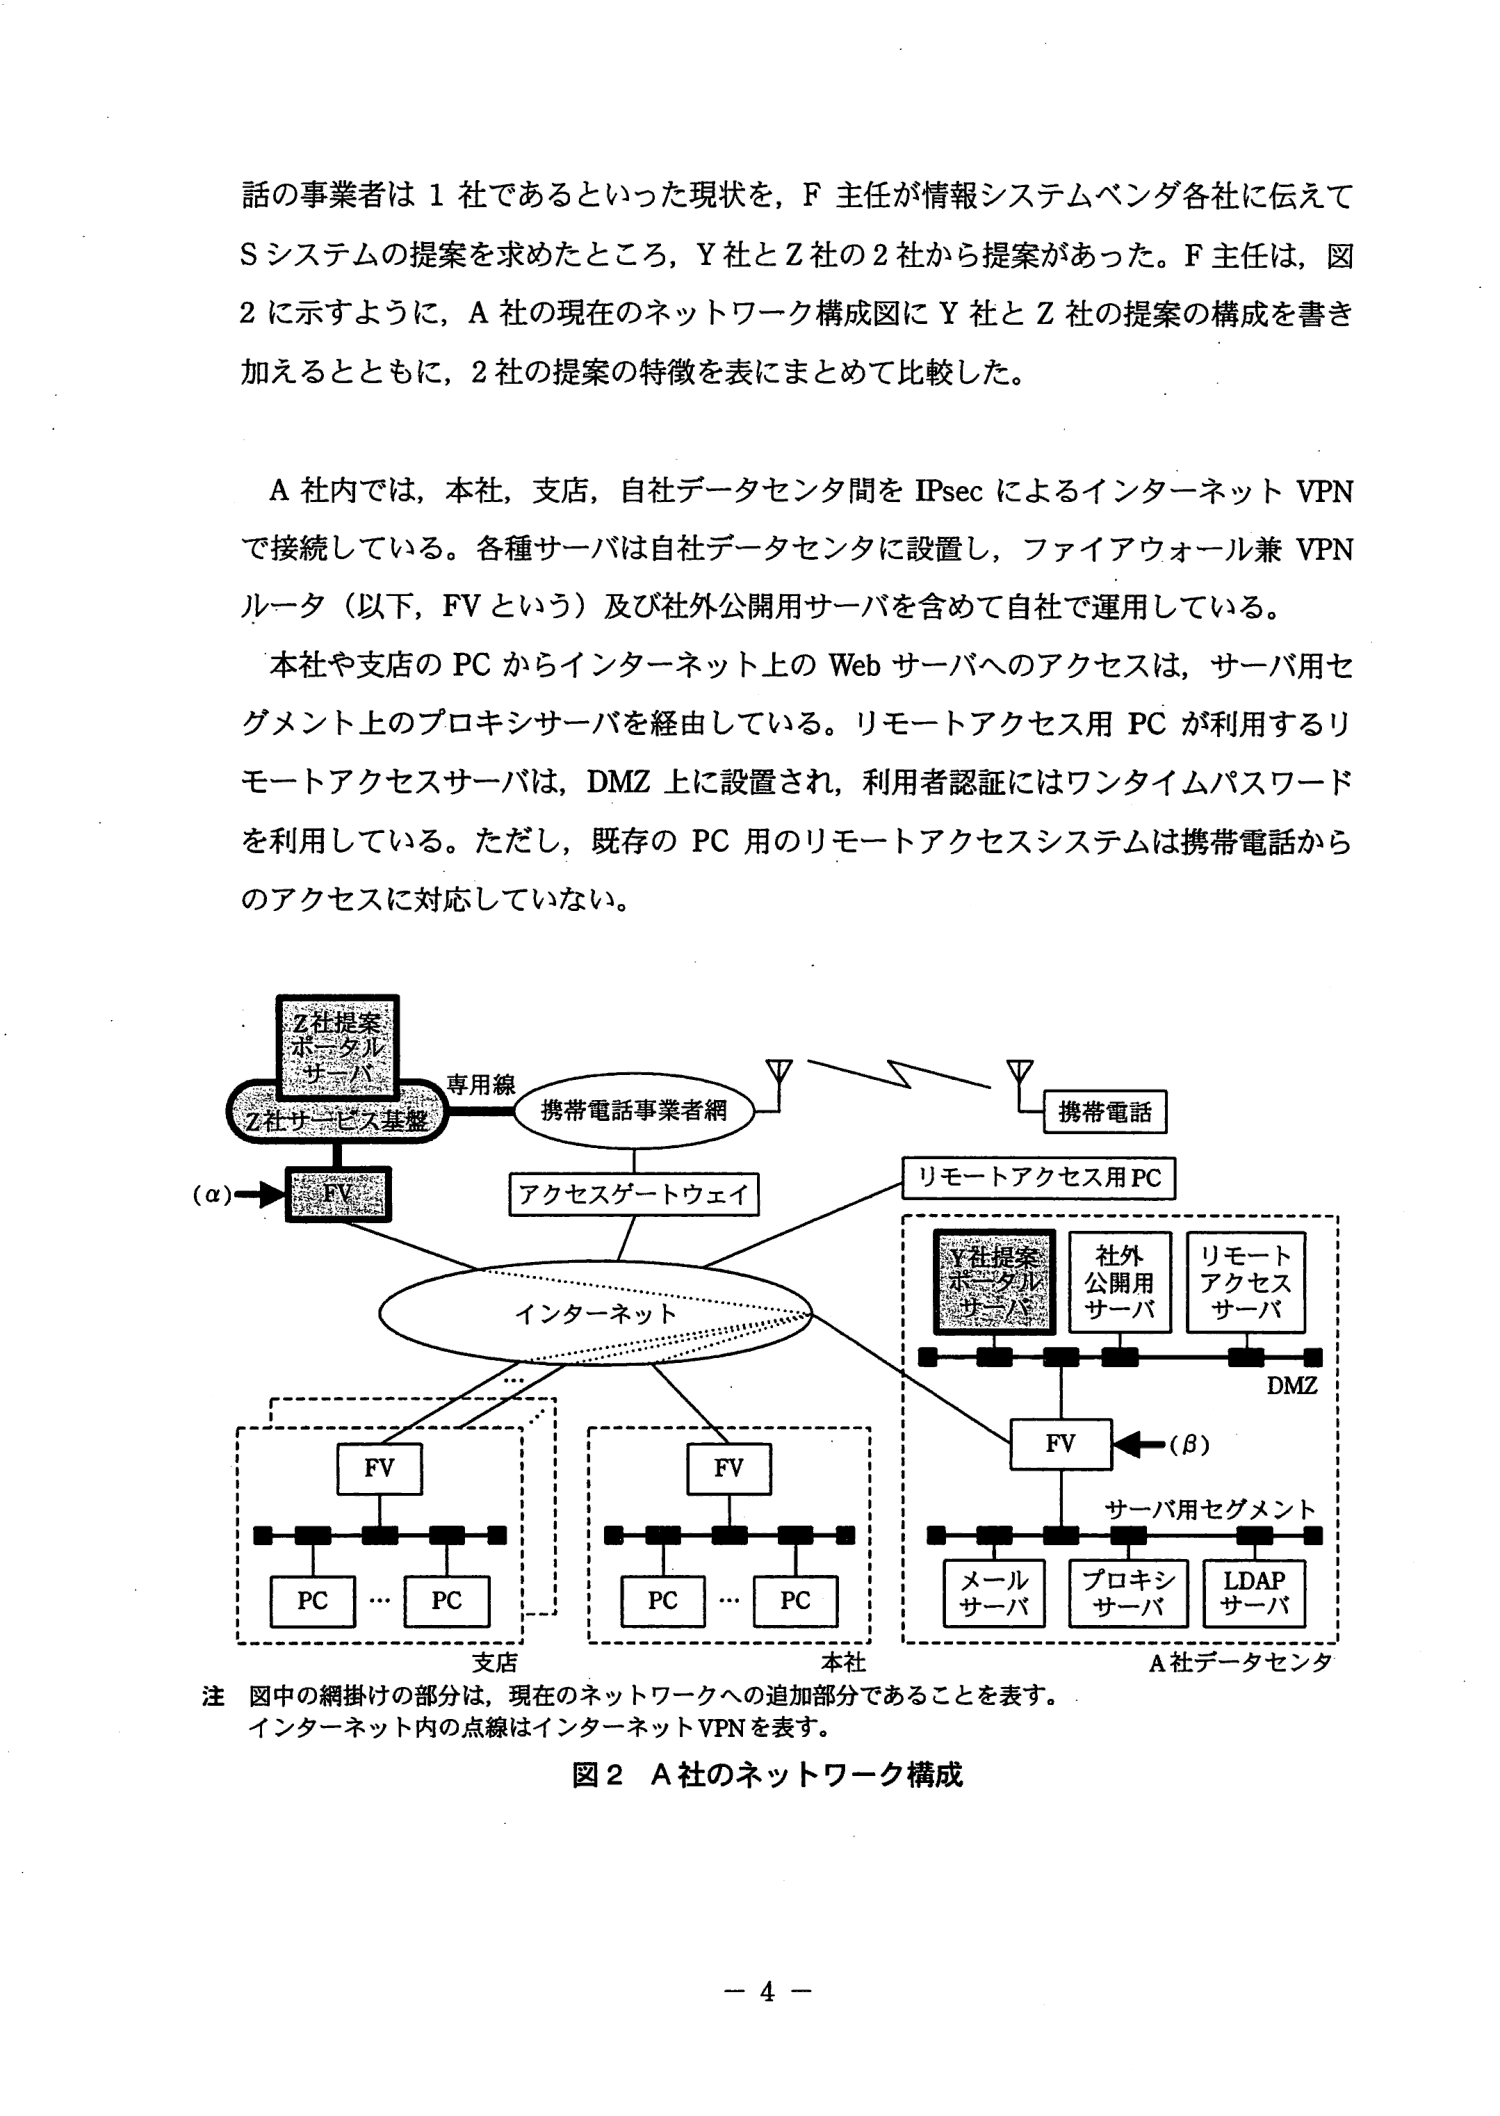 話の事業者は 1 社であるといった現状を，F 主任が情報システムベンダ各社に伝えて
S システムの提案を求めたところ，Y 社と Z 社の 2 社から提案があった。F 主任は，図
2 に示すように，A 社の現在のネットワーク構成図に Y 社と Z 社の提案の構成を書き
加えるとともに，2 社の提案の特徴を表にまとめて比較した。
A 社内では，本社，支店，自社データセンタ間を IPsec によるインターネット VPN
で接続している。各種サーバは自社データセンタに設置し，ファイアウォール兼 VPN
ルータ（以下，FV という）及び社外公開用サーバを含めて自社で運用している。
本社や支店の PC からインターネット上の Web サーバへのアクセスは，サーバ用セ
グメント上のプロキシサーバを経由している。リモートアクセス用 PC が利用するリ
モートアクセスサーバは，DMZ 上に設置され，利用者認証にはワンタイムパスワード
を利用している。ただし，既存の PC 用のリモートアクセスシステムは携帯電話から
のアクセスに対応していない。
Z社提案
ポータル
サーバ
Z社サービス基盤
専用線
携帯電話事業者網
携帯電話
(α)
FV
アクセスゲートウェイ
リモートアクセス用PC
インターネット
Y社提案
ポータル
サーバ
社外
公開用
サーバ
リモート
アクセス
サーバ
DMZ
FV
(β)
サーバ用セグメント
メール
サーバ
プロキシ
サーバ
LDAP
サーバ
A社データセンタ
…
FV
PC
…
PC
支店
FV
PC
…
PC
本社
注 図中の網掛けの部分は，現在のネットワークへの追加部分であることを表す。
インターネット内の点線はインターネットVPNを表す。
図2 A社のネットワーク構成
－ 4 －